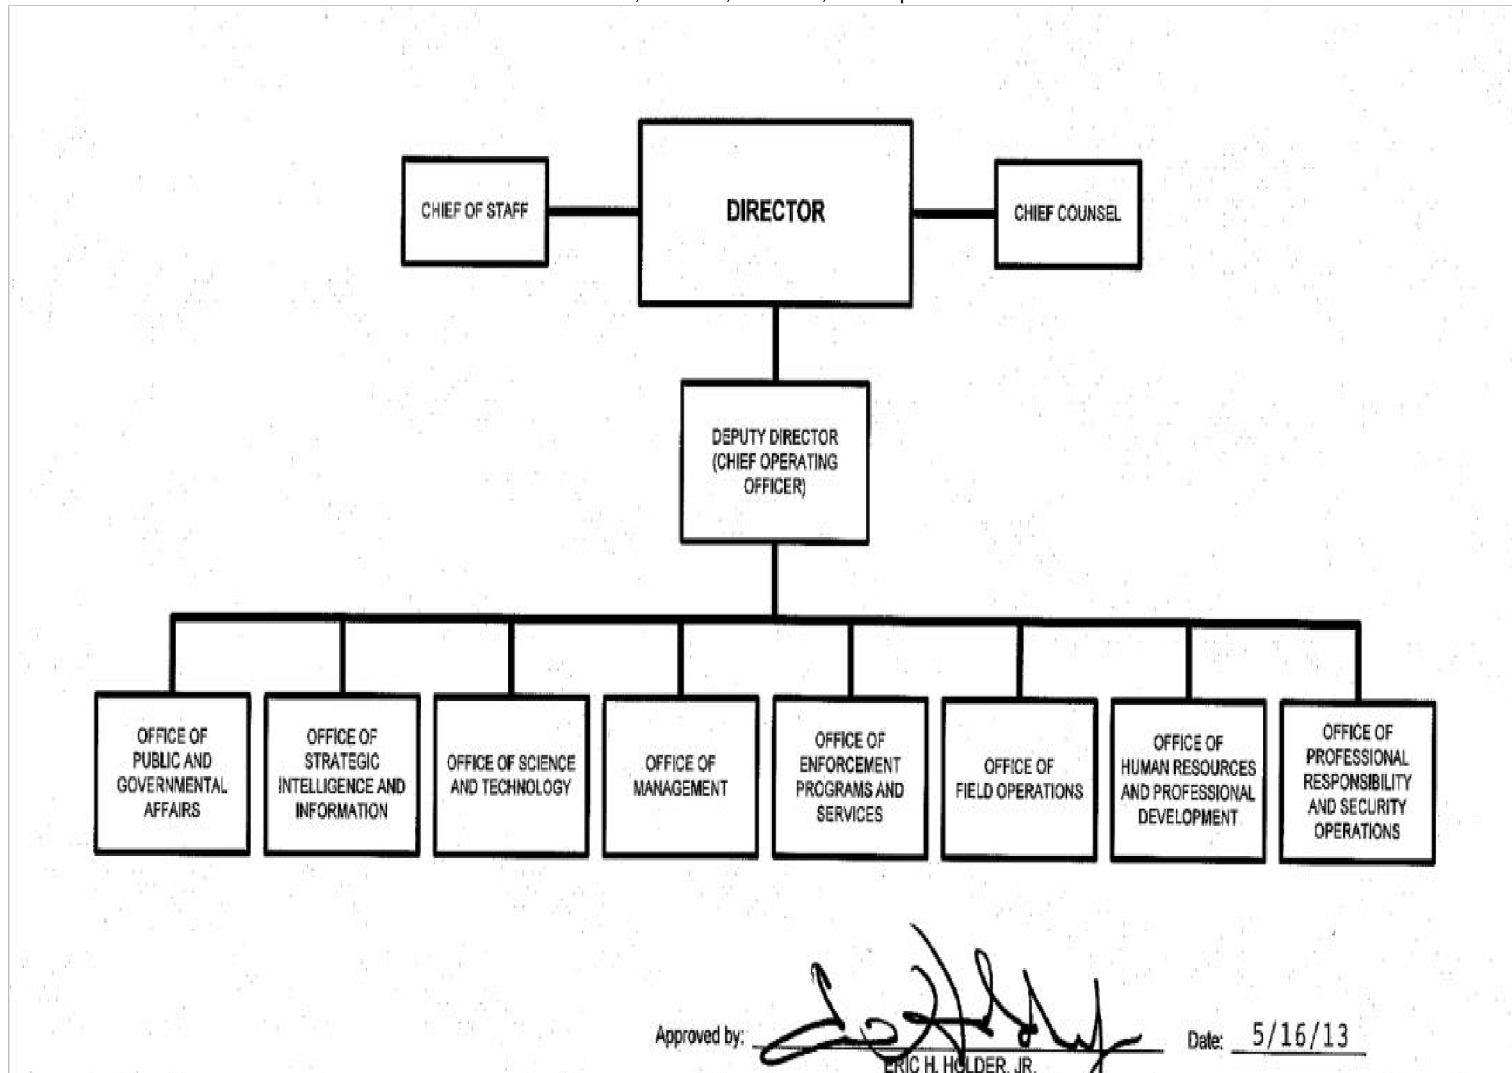 CHIEF OF STAFF
DIRECTOR
CHIEF COUNSEL
DEPUTY DIRECTOR
(CHIEF OPERATING
OFFICER)
OFFICE OF
PUBLIC AND
GOVERNMENTAL
AFFAIRS
OFFICE OF
STRATEGIC
INTELLIGENCE AND
INFORMATION
OFFICE OF SCIENCE
AND TECHNOLOGY
OFFICE OF
MANAGEMENT
OFFICE OF
ENFORCEMENT
PROGRAMS AND
SERVICES
OFFICE OF
FIELD OPERATIONS
OFFICE OF
HUMAN RESOURCES
AND PROFESSIONAL
DEVELOPMENT
OFFICE OF
PROFESSIONAL
RESPONSIBILITY
AND SECURITY
OPERATIONS
Approved by:
ERIC H. HOLDER, JR.
Date: 5/16/13